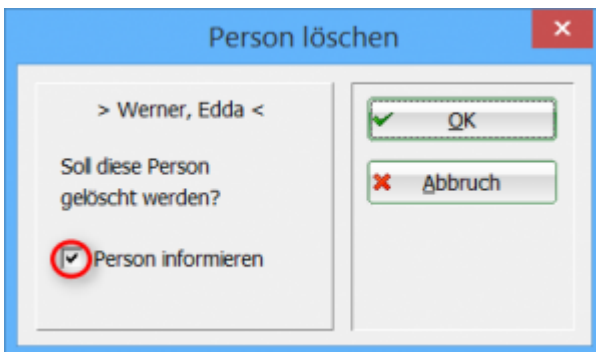 Person löschen
> Werner, Edda <
Soll diese Person
gelöscht werden?
Person informieren
OK
Abbruch